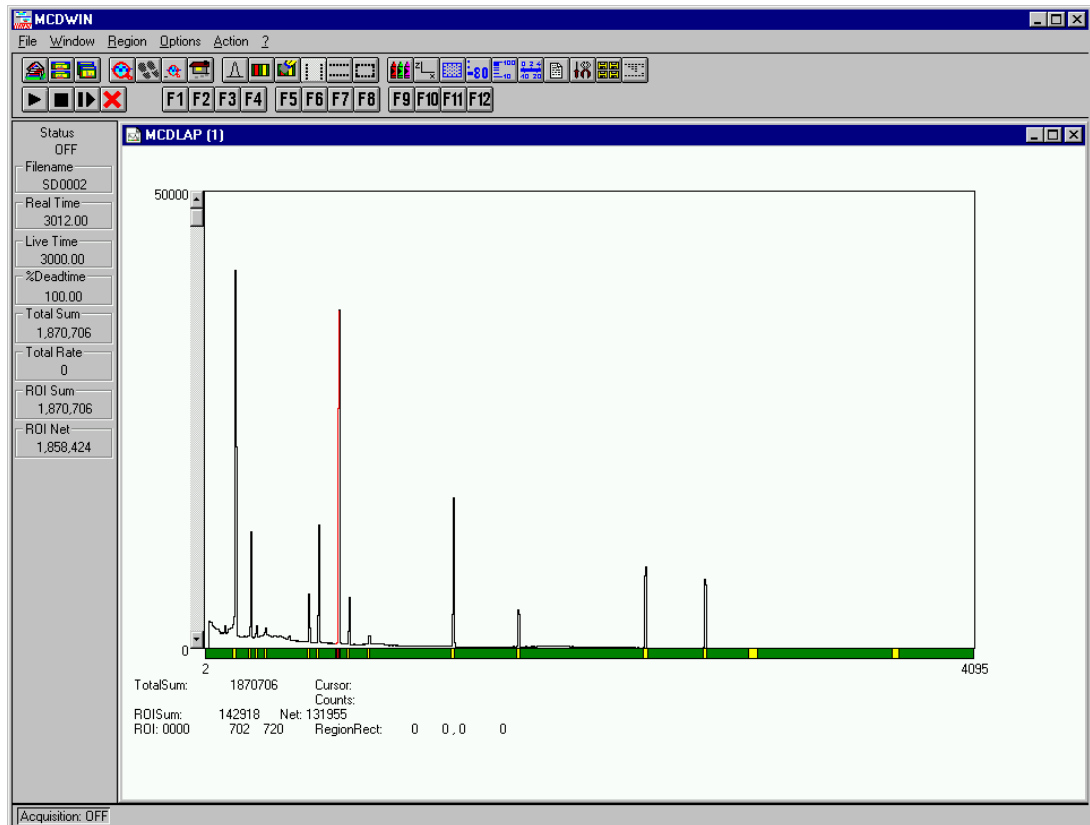 MCDWIN
File Window Region Options Action ?
F1 F2 F3 F4 F5 F6 F7 F8 F9 F10 F11 F12
Status
OFF
Filename
SD0002
Real Time
3012.00
Live Time
3000.00
%Deadtime
100.00
Total Sum
1,870,706
Total Rate
0
ROI Sum
1,870,706
ROI Net
1,858,424
MCDLAP (1)
50000
0
2 4095
TotalSum: 1870706 Cursor:
Counts:
ROISum: 142918 Net: 131955
ROI: 0000 702 720 RegionRect: 0 0 , 0 0
Acquisition: OFF